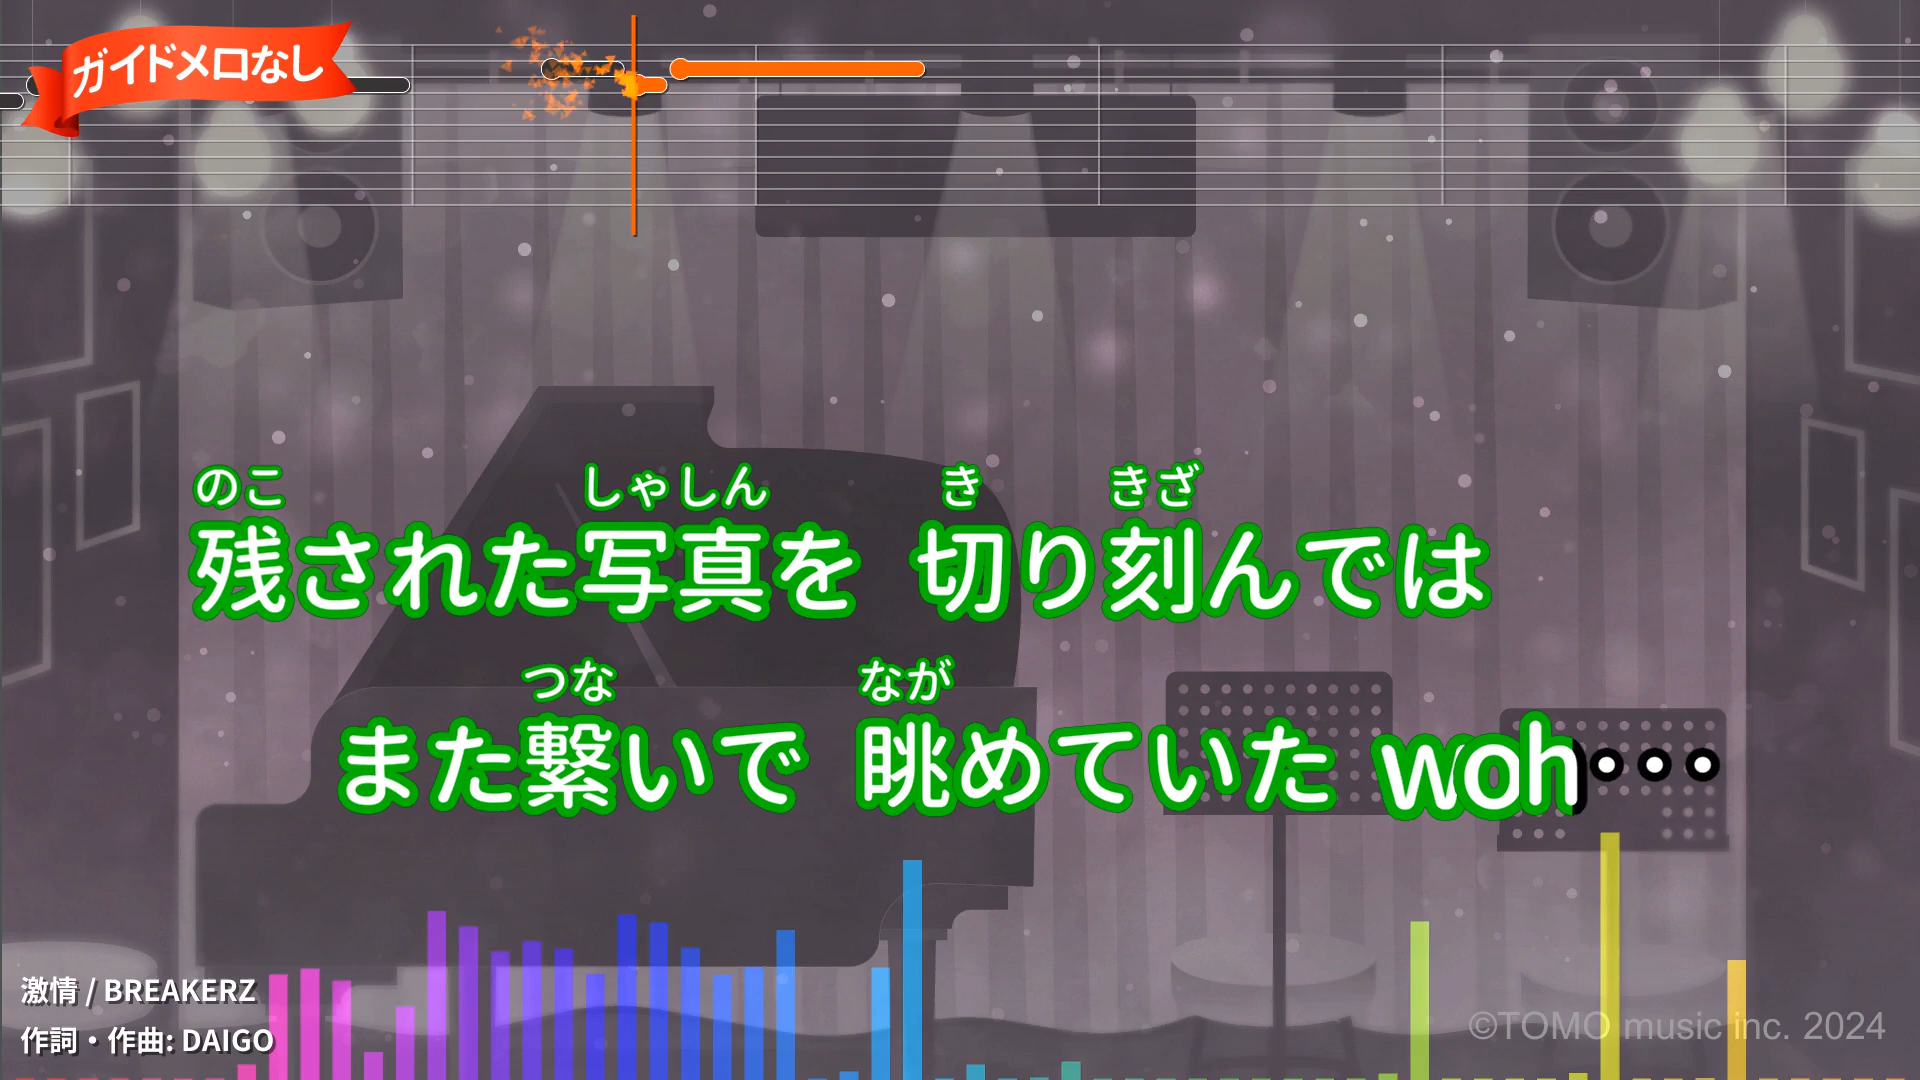 ガイドメロなし
のこ しゃしん き きざ
残された写真を 切り刻んでは
つな なが
また繋いで 眺めていた woh・・・
激情 / BREAKERZ
作詞・作曲: DAIGO
©TOMO music inc. 2024